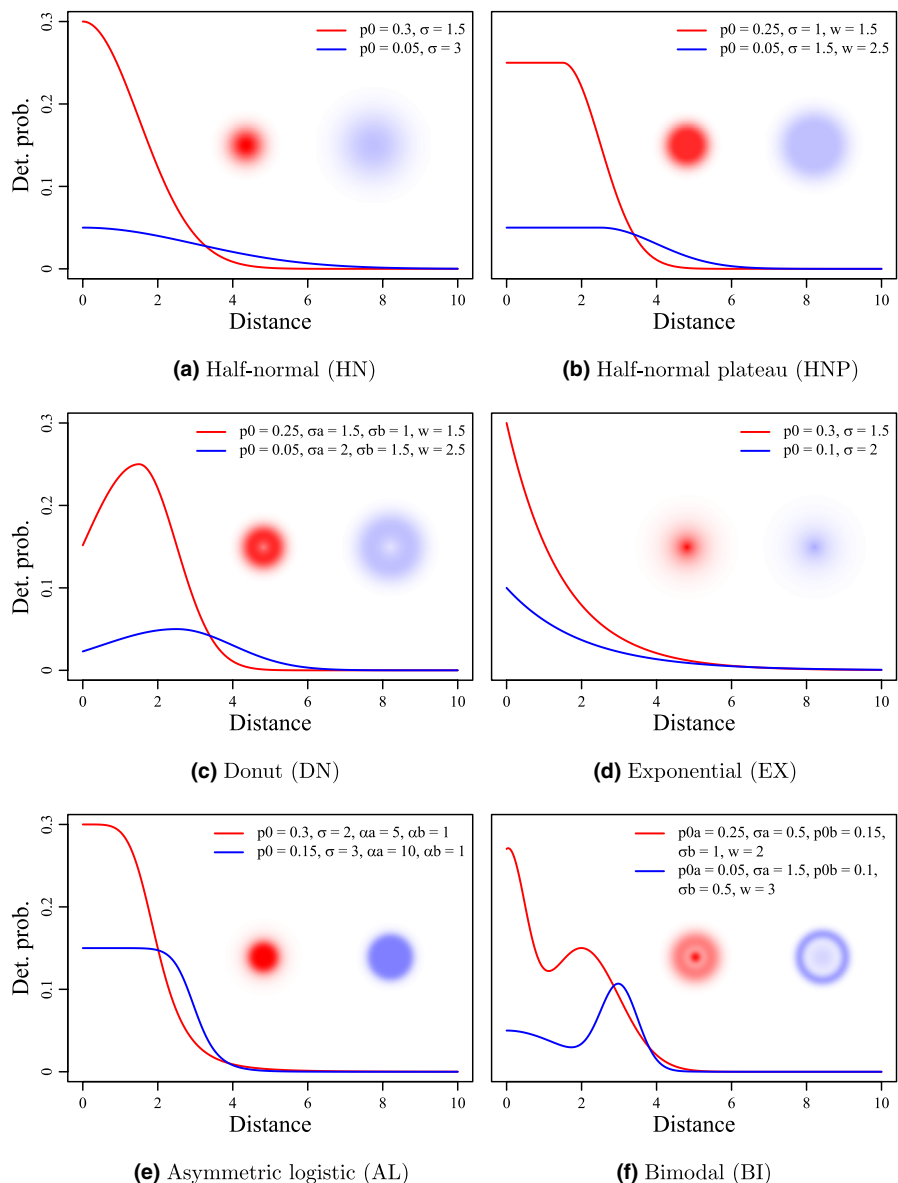 p0 = 0.3, σ = 1.5
p0 = 0.05, σ = 3
Det. prob.
0 0.1 0.2 0.3
0 2 4 6 8 10
Distance
(a) Half-normal (HN)
p0 = 0.25, σ = 1, w = 1.5
p0 = 0.05, σ = 1.5, w = 2.5
0 2 4 6 8 10
Distance
(b) Half-normal plateau (HNP)
p0 = 0.25, σa = 1.5, σb = 1, w = 1.5
p0 = 0.05, σa = 2, σb = 1.5, w = 2.5
Det. prob.
0 0.1 0.2 0.3
0 2 4 6 8 10
Distance
(c) Donut (DN)
p0 = 0.3, σ = 1.5
p0 = 0.1, σ = 2
0 2 4 6 8 10
Distance
(d) Exponential (EX)
p0 = 0.3, σ = 2, αa = 5, αb = 1
p0 = 0.15, σ = 3, αa = 10, αb = 1
Det. prob.
0 0.1 0.2 0.3
0 2 4 6 8 10
Distance
(e) Asymmetric logistic (AL)
p0a = 0.25, σa = 0.5, p0b = 0.15,
σb = 1, w = 2
p0a = 0.05, σa = 1.5, p0b = 0.1,
σb = 0.5, w = 3
0 2 4 6 8 10
Distance
(f) Bimodal (BI)